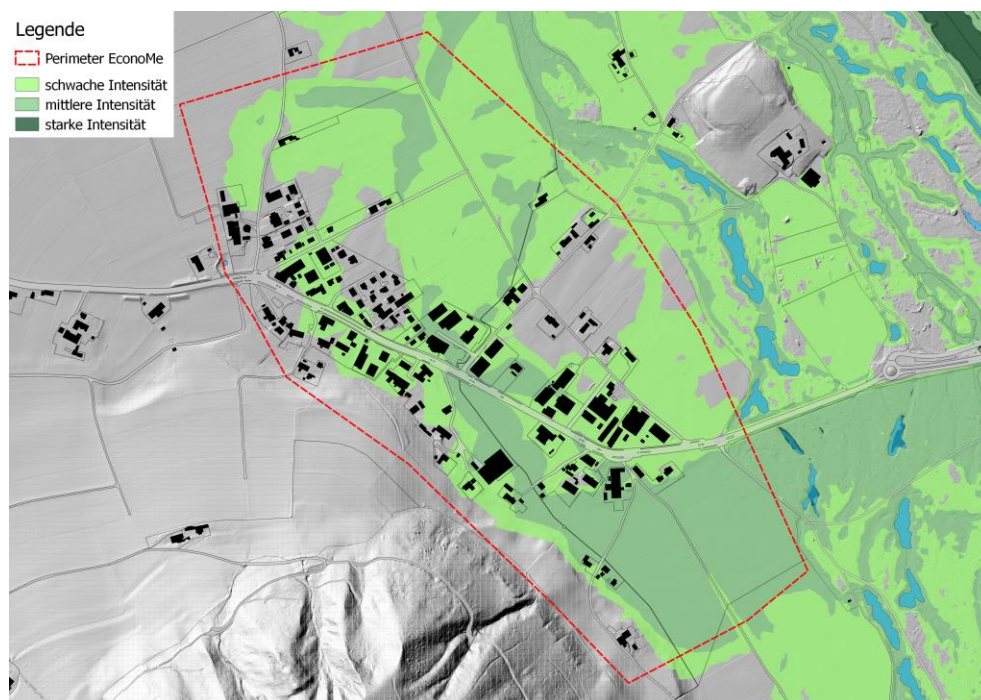 Legende
Perimeter EconoMe
schwache Intensität
mittlere Intensität
starke Intensität